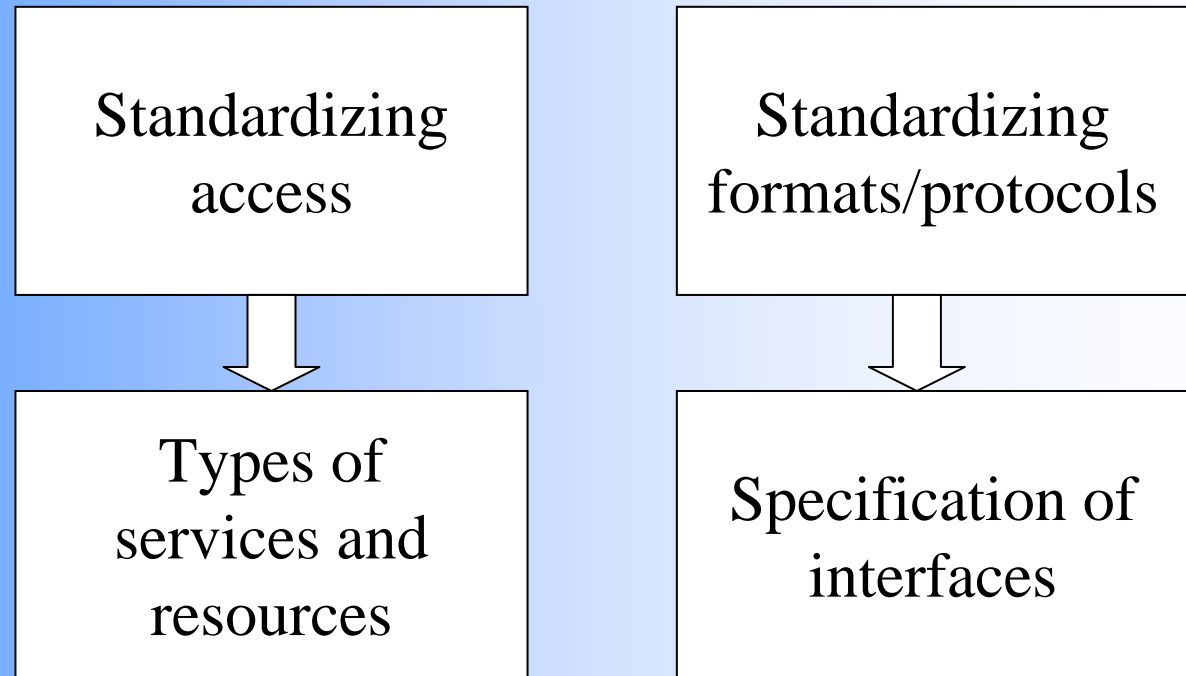 Standardizing
access
Standardizing
formats/protocols
Types of
services and
resources
Specification of
interfaces